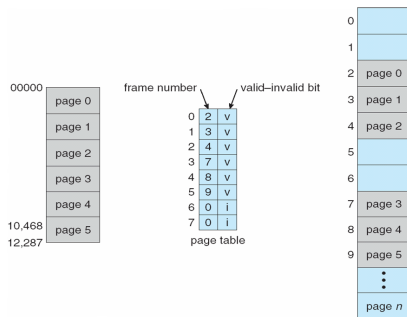 00000
page 0
page 1
page 2
page 3
page 4
page 5
10,468
12,287
frame number
valid–invalid bit
0 2 v
1 3 v
2 4 v
3 7 v
4 8 v
5 9 v
6 0 i
7 0 i
page table
0
1
2 page 0
3 page 1
4 page 2
5
6
7 page 3
8 page 4
9 page 5
page n